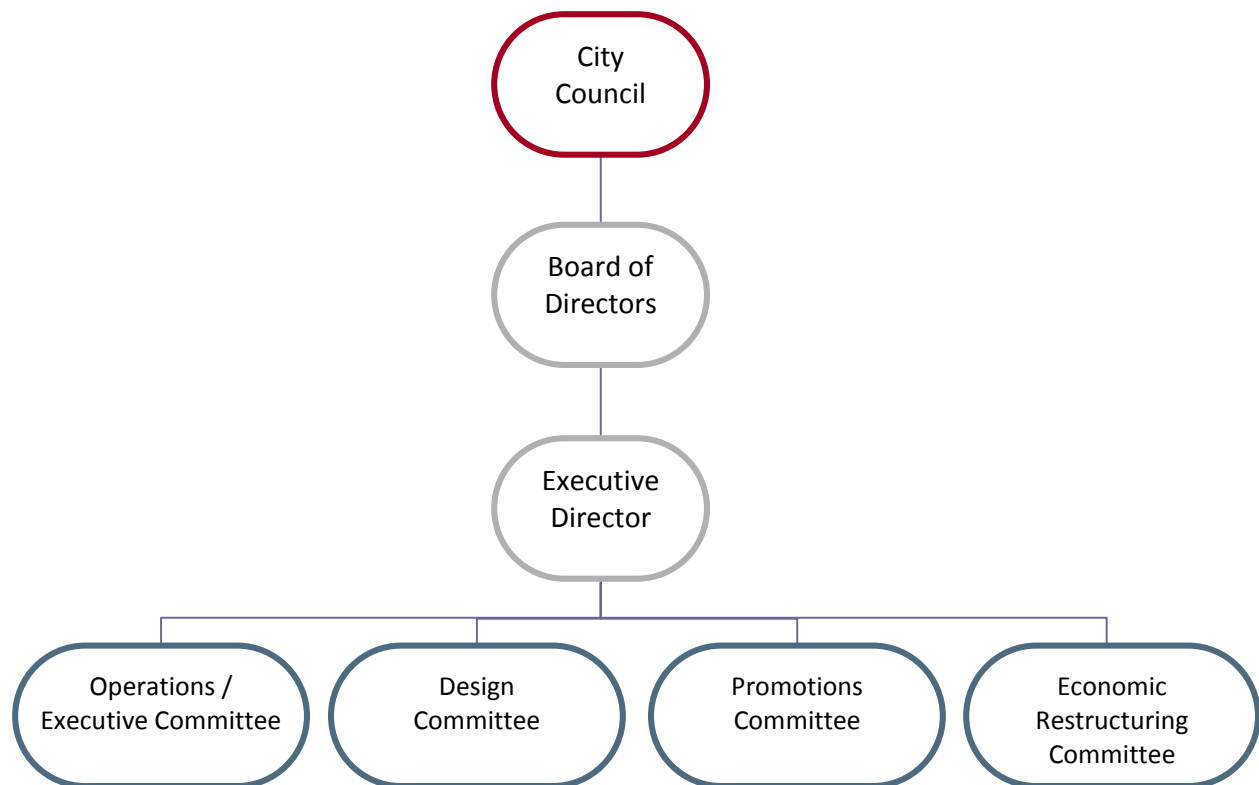 City
Council
Board of
Directors
Executive
Director
Operations /
Executive Committee
Design
Committee
Promotions
Committee
Economic
Restructuring
Committee